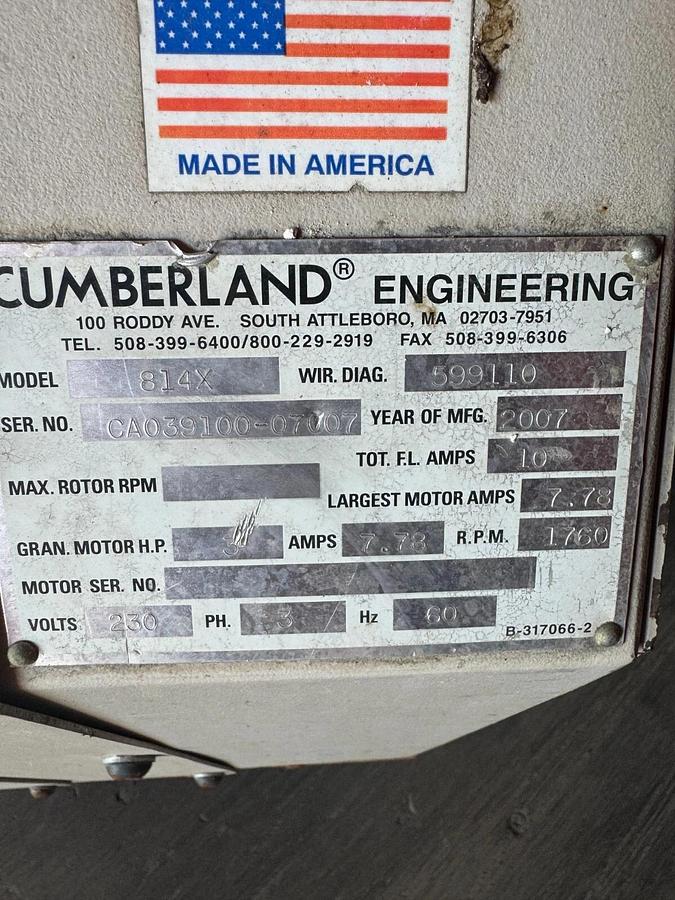 MADE IN AMERICA
CUMBERLAND® ENGINEERING
100 RODDY AVE. SOUTH ATTLEBORO, MA 02703-7951
TEL. 508-399-6400/800-229-2919 FAX 508-399-6306
MODEL 814X WIR. DIAG. 599110
SER. NO. CA039100-07007 YEAR OF MFG. 2007
TOT. F.L. AMPS 10
MAX. ROTOR RPM
LARGEST MOTOR AMPS 7.78
GRAN. MOTOR H.P. 3 AMPS 7.78 R.P.M. 1760
MOTOR SER. NO. /
VOLTS 230 PH. 3 Hz 60
B-317066-2